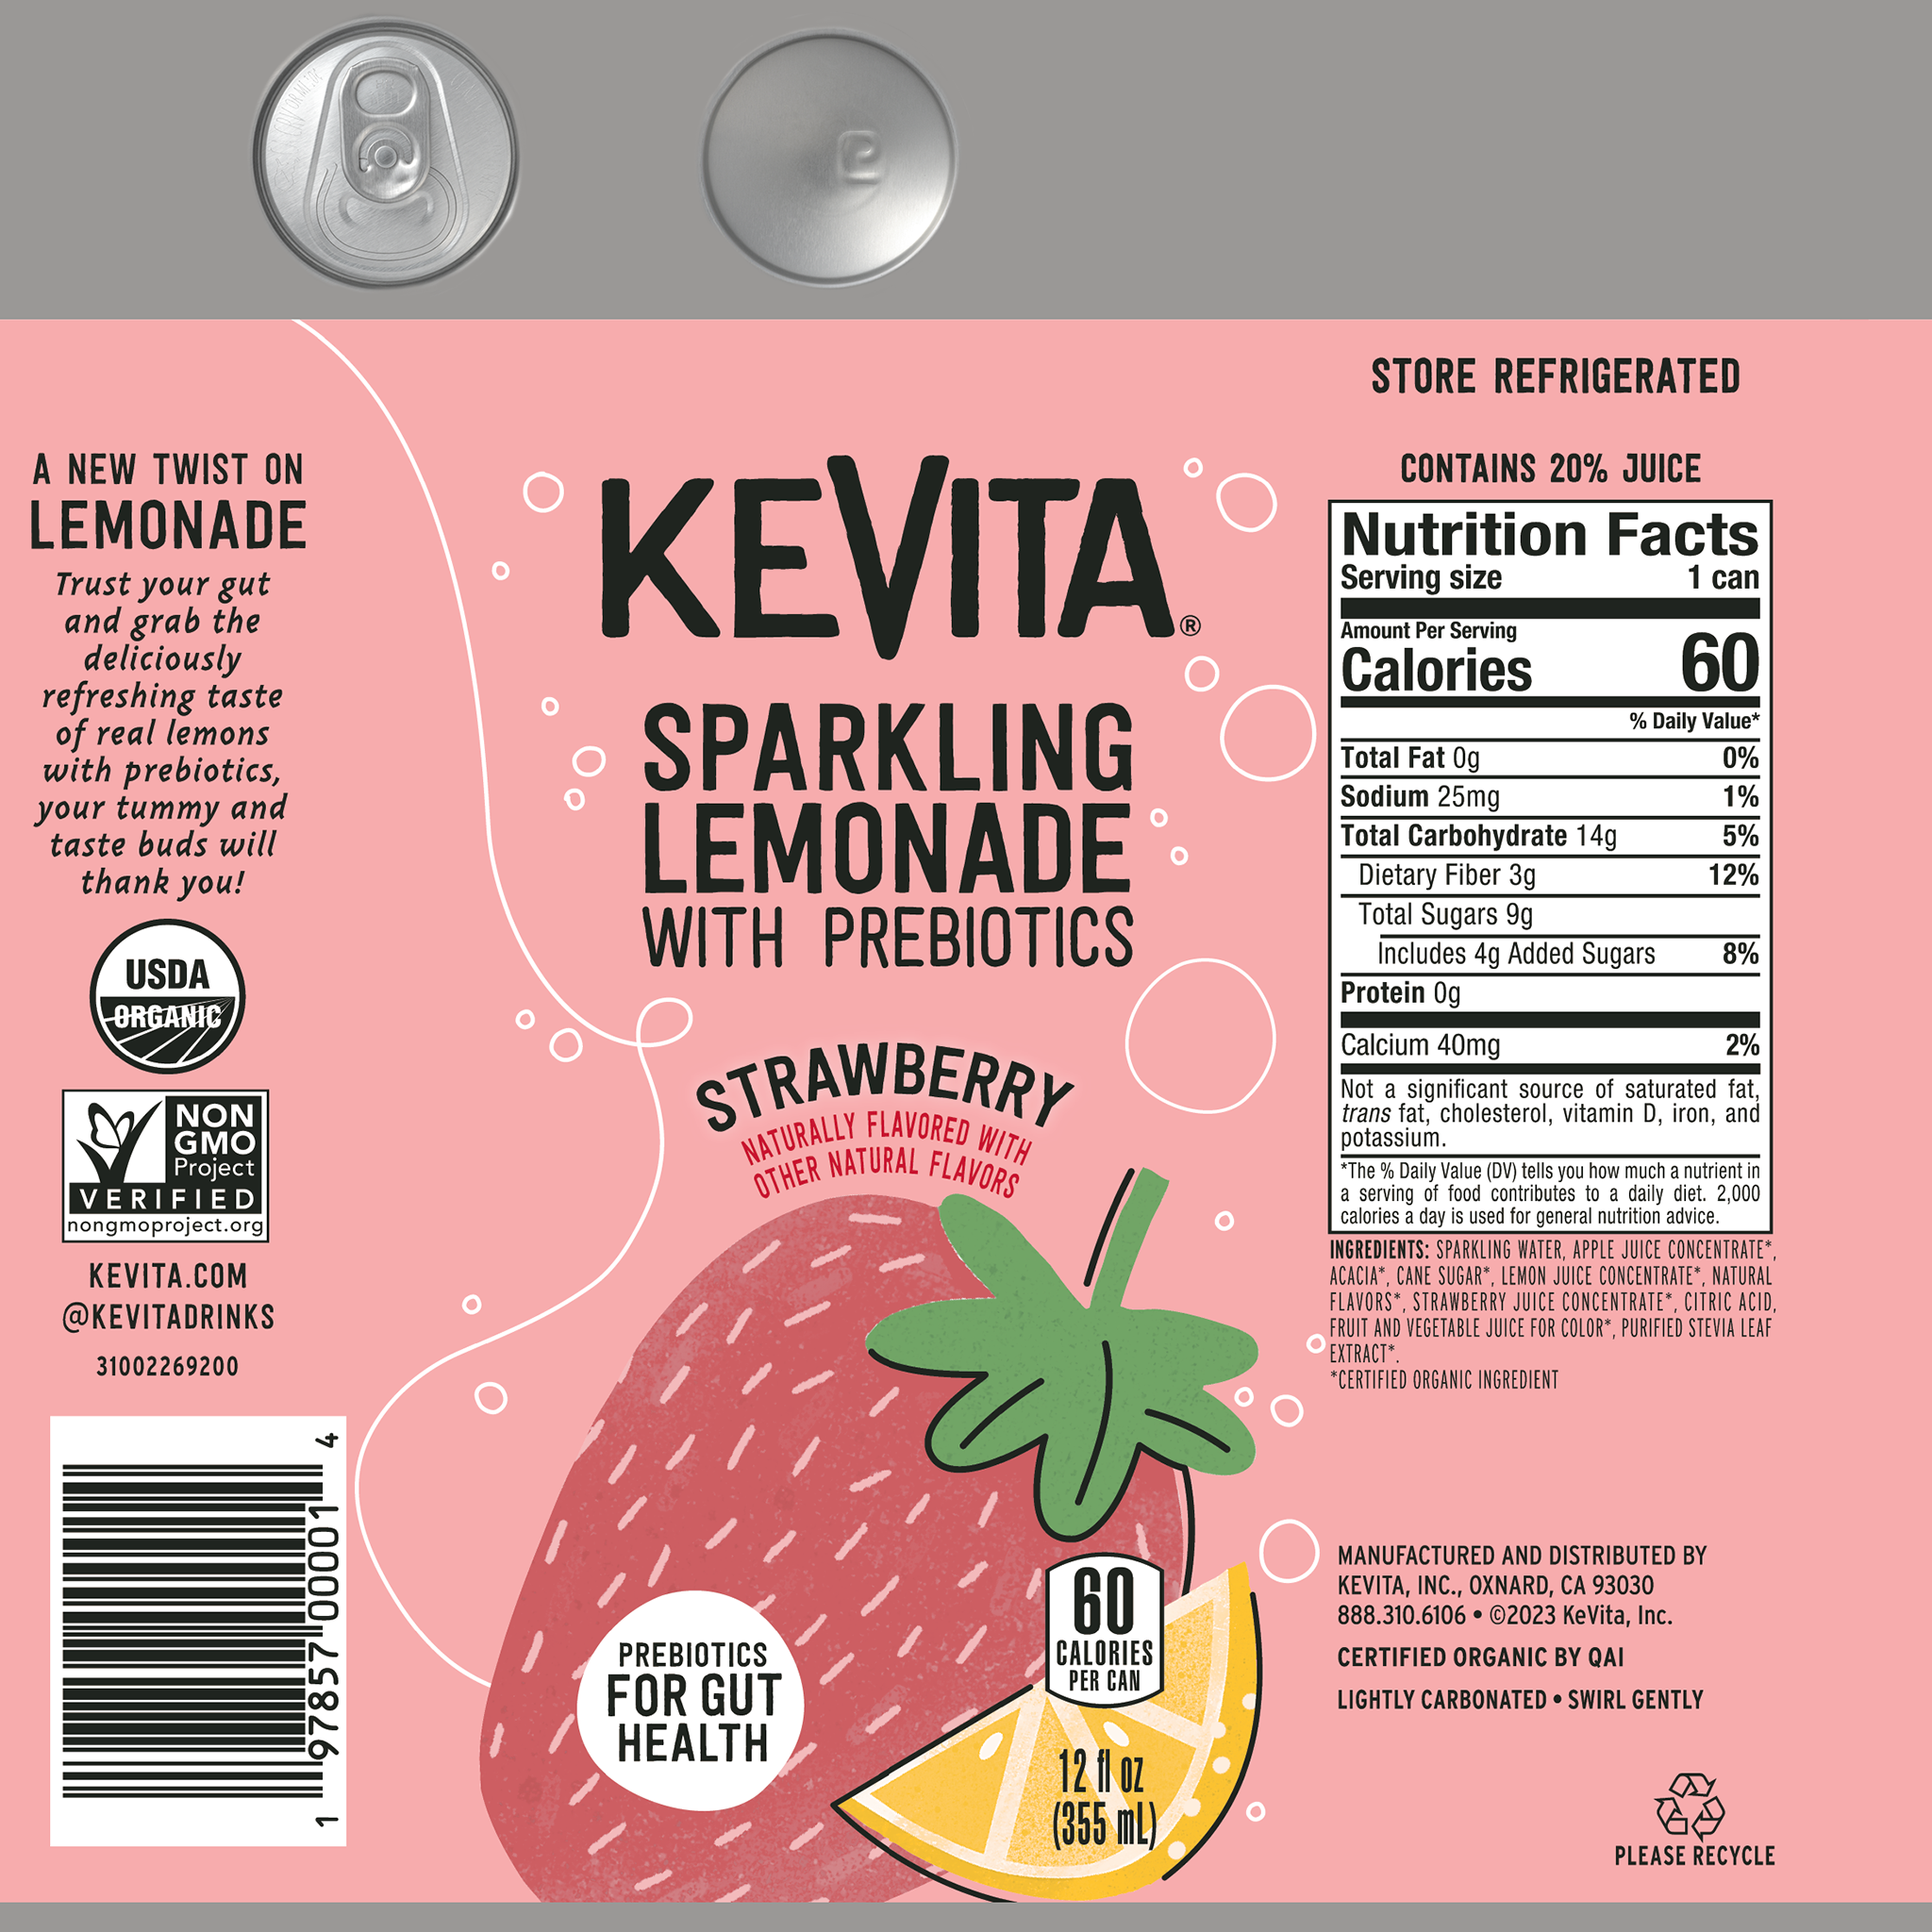 A NEW TWIST ON
LEMONADE
Trust your gut
and grab the
deliciously
refreshing taste
of real lemons
with prebiotics,
your tummy and
taste buds will
thank you!
USDA
ORGANIC
NON
GMO
Project
VERIFIED
nongmoproject.org
KEVITA.COM
@KEVITADRINKS
31002269200
1 97857 00001 4
KEVITA®
SPARKLING
LEMONADE
WITH PREBIOTICS
STRAWBERRY
NATURALLY FLAVORED WITH
OTHER NATURAL FLAVORS
PREBIOTICS
FOR GUT
HEALTH
60
CALORIES
PER CAN
12 fl oz
(355 mL)
STORE REFRIGERATED
CONTAINS 20% JUICE
Nutrition Facts
Serving size 1 can
Amount Per Serving
Calories 60
% Daily Value*
Total Fat 0g 0%
Sodium 25mg 1%
Total Carbohydrate 14g 5%
Dietary Fiber 3g 12%
Total Sugars 9g
Includes 4g Added Sugars 8%
Protein 0g
Calcium 40mg 2%
Not a significant source of saturated fat,
trans fat, cholesterol, vitamin D, iron, and
potassium.
*The % Daily Value (DV) tells you how much a nutrient in
a serving of food contributes to a daily diet. 2,000
calories a day is used for general nutrition advice.
INGREDIENTS: SPARKLING WATER, APPLE JUICE CONCENTRATE*,
ACACIA*, CANE SUGAR*, LEMON JUICE CONCENTRATE*, NATURAL
FLAVORS*, STRAWBERRY JUICE CONCENTRATE*, CITRIC ACID,
FRUIT AND VEGETABLE JUICE FOR COLOR*, PURIFIED STEVIA LEAF
EXTRACT*.
*CERTIFIED ORGANIC INGREDIENT
MANUFACTURED AND DISTRIBUTED BY
KEVITA, INC., OXNARD, CA 93030
888.310.6106 • ©2023 KeVita, Inc.
CERTIFIED ORGANIC BY QAI
LIGHTLY CARBONATED • SWIRL GENTLY
PLEASE RECYCLE